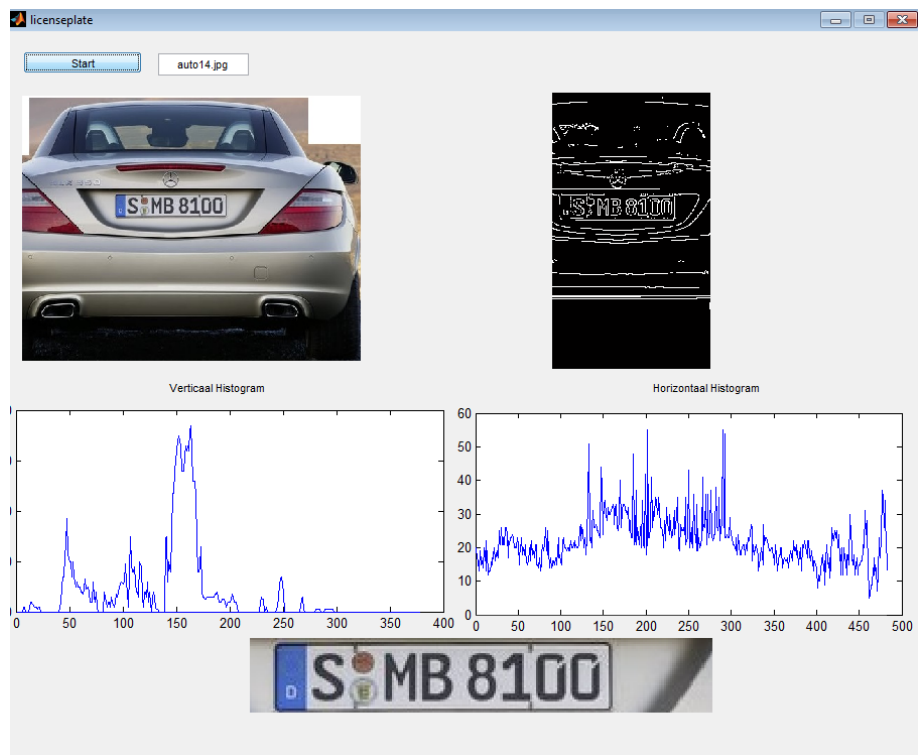 licenseplate
Start
auto14.jpg
S MB 8100
S MB 8100
Verticaal Histogram
Horizontaal Histogram
60
50
40
30
20
10
0
0 50 100 150 200 250 300 350 400
0 50 100 150 200 250 300 350 400 450 500
D S MB 8100